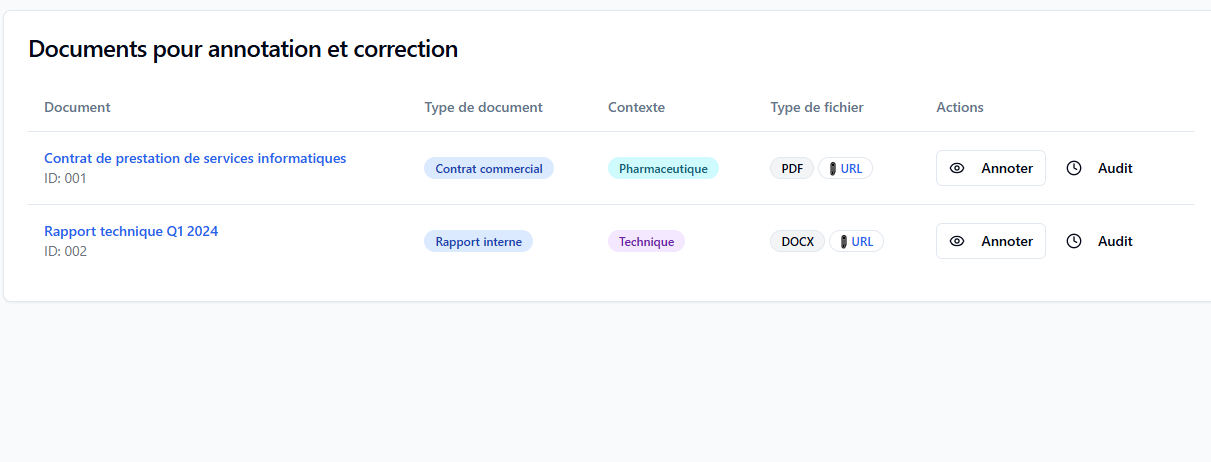 Documents pour annotation et correction
Document Type de document Contexte Type de fichier Actions
Contrat de prestation de services informatiques
ID: 001
Contrat commercial Pharmaceutique PDF URL Annoter Audit
Rapport technique Q1 2024
ID: 002
Rapport interne Technique DOCX URL Annoter Audit